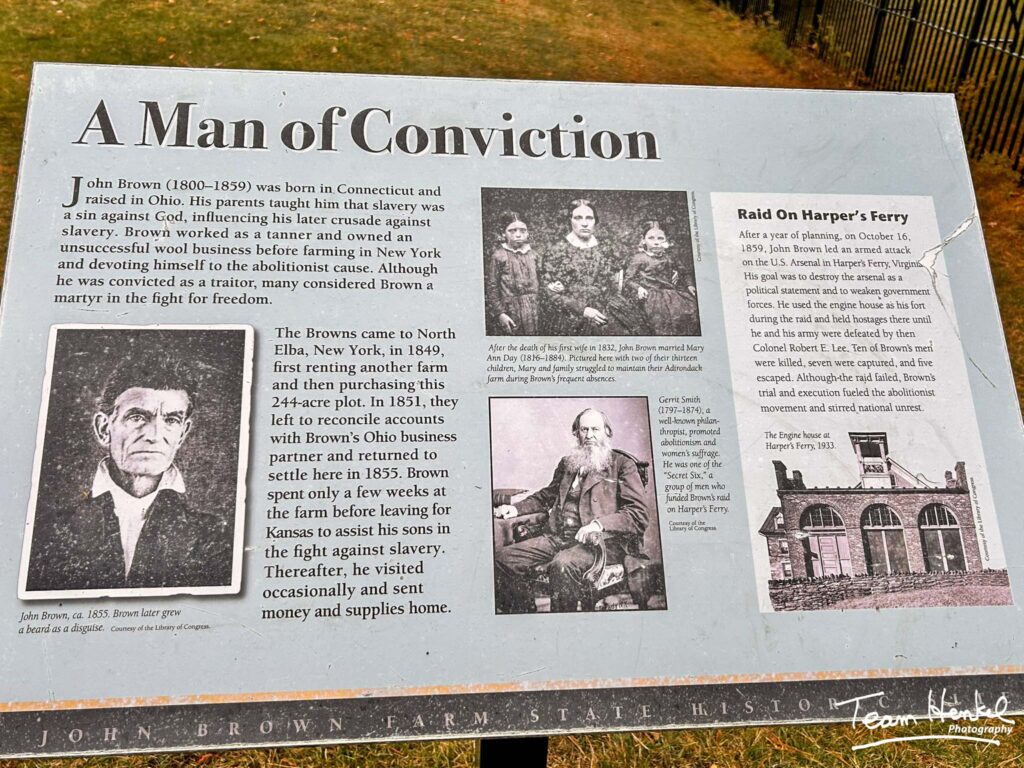 A Man of Conviction
John Brown (1800–1859) was born in Connecticut and
raised in Ohio. His parents taught him that slavery was
a sin against God, influencing his later crusade against
slavery. Brown worked as a tanner and owned an
unsuccessful wool business before farming in New York
and devoting himself to the abolitionist cause. Although
he was convicted as a traitor, many considered Brown a
martyr in the fight for freedom.
John Brown, ca. 1855. Brown later grew
a beard as a disguise. Courtesy of the Library of Congress.
The Browns came to North
Elba, New York, in 1849,
first renting another farm
and then purchasing this
244-acre plot. In 1851, they
left to reconcile accounts
with Brown's Ohio business
partner and returned to
settle here in 1855. Brown
spent only a few weeks at
the farm before leaving for
Kansas to assist his sons in
the fight against slavery.
Thereafter, he visited
occasionally and sent
money and supplies home.
Courtesy of the Library of Congress.
After the death of his first wife in 1832, John Brown married Mary
Ann Day (1816–1884). Pictured here with two of their thirteen
children, Mary and family struggled to maintain their Adirondack
farm during Brown's frequent absences.
Gerrit Smith
(1797–1874), a
well-known philan-
thropist, promoted
abolitionism and
women's suffrage.
He was one of the
"Secret Six," a
group of men who
funded Brown's raid
on Harper's Ferry.
Courtesy of the
Library of Congress.
Raid On Harper's Ferry
After a year of planning, on October 16,
1859, John Brown led an armed attack
on the U.S. Arsenal in Harper's Ferry, Virginia.
His goal was to destroy the arsenal as a
political statement and to weaken government
forces. He used the engine house as his fort
during the raid and held hostages there until
he and his army were defeated by then
Colonel Robert E. Lee. Ten of Brown's men
were killed, seven were captured, and five
escaped. Although the raid failed, Brown's
trial and execution fueled the abolitionist
movement and stirred national unrest.
The Engine house at
Harper's Ferry, 1933.
Courtesy of the Library of Congress.
JOHN BROWN FARM STATE HISTOR
Team Henkel
Photography